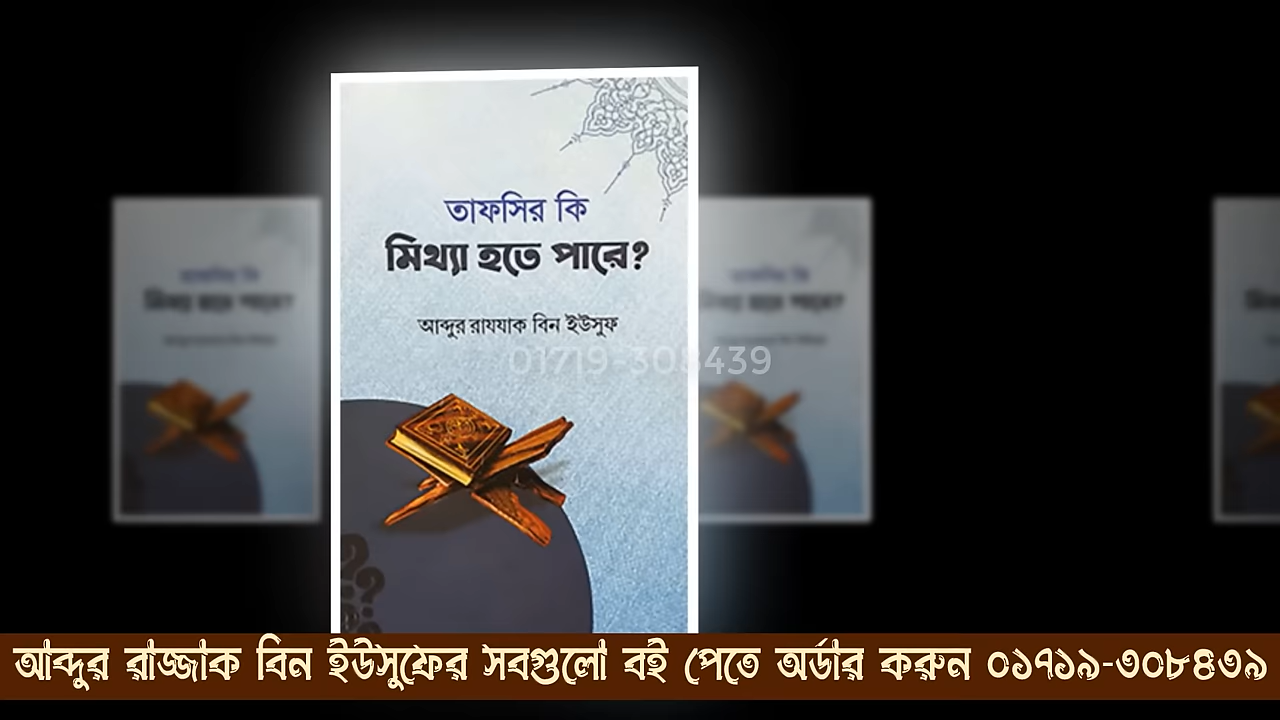 তাফসির কি
মিথ্যা হতে পারে?
আব্দুর রাযযাক বিন ইউসুফ
01719-308439
আব্দুর রাজ্জাক বিন ইউসুফের সবগুলো বই পেতে অর্ডার করুন ০১৭১৯-৩০৮৪৩৯